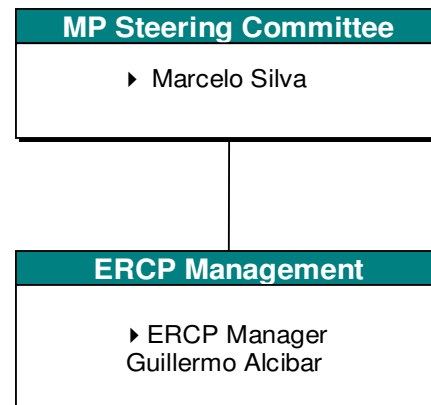 MP Steering Committee
Marcelo Silva
ERCP Management
ERCP Manager
Guillermo Alcibar